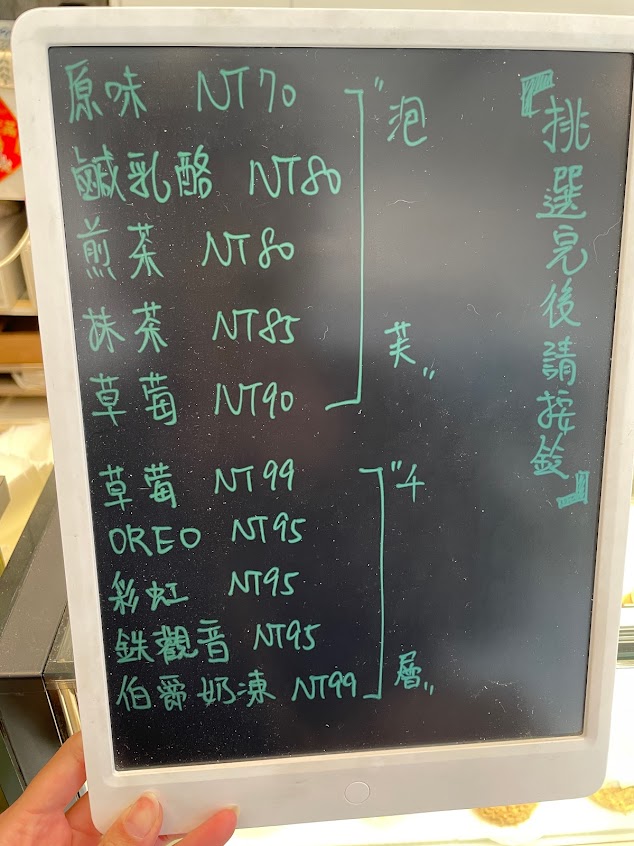 『挑選完後請按鈴』
原味 NT70
鹹乳酪 NT80
煎茶 NT80
抹茶 NT85
草莓 NT90
"泡芙"
草莓 NT99
OREO NT95
彩虹 NT95
鉄觀音 NT95
伯爵奶凍 NT99
"千層"